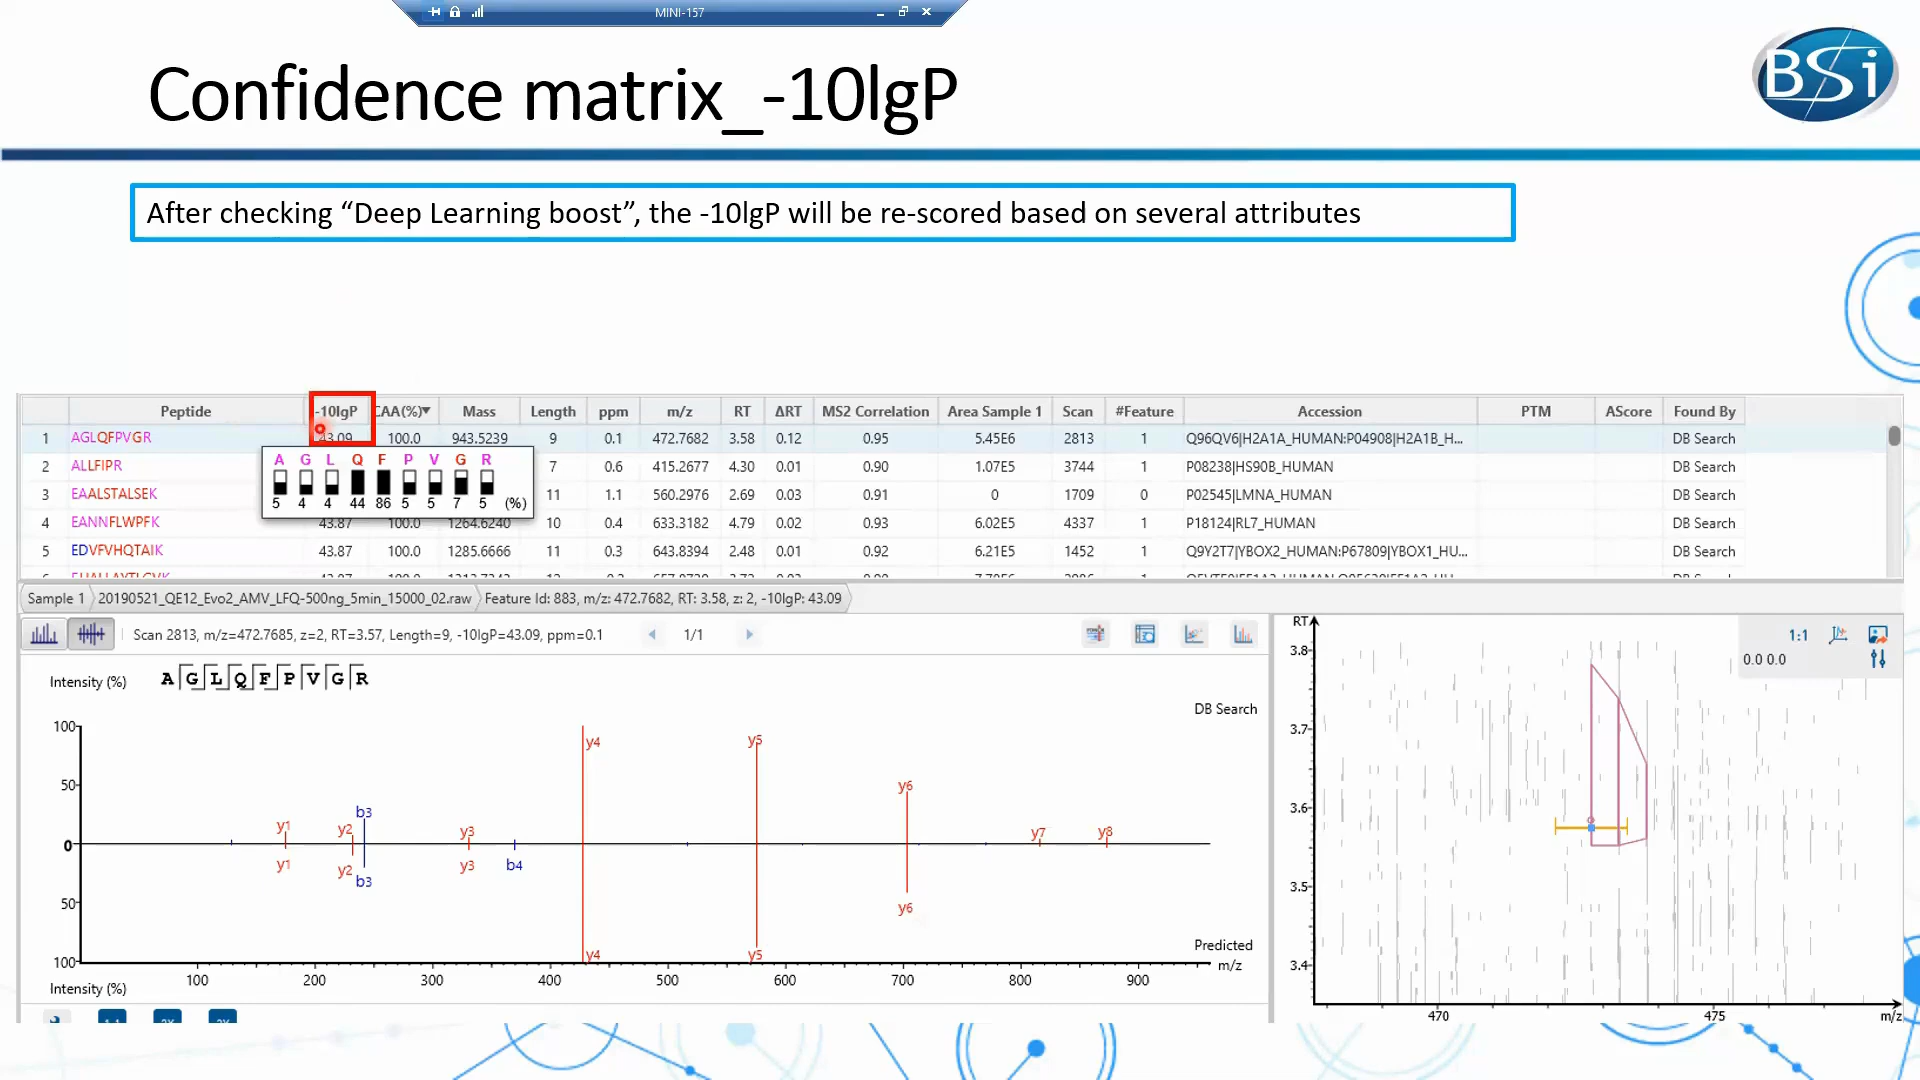 MINI-157
Confidence matrix_-10lgP
BSi
After checking “Deep Learning boost”, the -10lgP will be re-scored based on several attributes
Peptide -10lgP CAA(%) Mass Length ppm m/z RT ΔRT MS2 Correlation Area Sample 1 Scan #Feature Accession PTM AScore Found By
1 AGLQFPVGR 43.09 100.0 943.5239 9 0.1 472.7682 3.58 0.12 0.95 5.45E6 2813 1 Q96QV6|H2A1A_HUMAN:P04908|H2A1B_H... DB Search
2 ALLFIPR 7 0.6 415.2677 4.30 0.01 0.90 1.07E5 3744 1 P08238|HS90B_HUMAN DB Search
3 EAALSTALSEK 11 1.1 560.2976 2.69 0.03 0.91 0 1709 0 P02545|LMNA_HUMAN DB Search
4 EANNFLWPFK 43.87 100.0 1264.6240 10 0.4 633.3182 4.79 0.02 0.93 6.02E5 4337 1 P18124|RL7_HUMAN DB Search
5 EDVFVHQTAIK 43.87 100.0 1285.6666 11 0.3 643.8394 2.48 0.01 0.92 6.21E5 1452 1 Q9Y2T7|YBOX2_HUMAN:P67809|YBOX1_HU... DB Search
A G L Q F P V G R
5 4 4 44 86 5 5 7 5 (%)
Sample 1 20190521_QE12_Evo2_AMV_LFQ-500ng_5min_15000_02.raw Feature Id: 883, m/z: 472.7682, RT: 3.58, z: 2, -10lgP: 43.09
Scan 2813, m/z=472.7685, z=2, RT=3.57, Length=9, -10lgP=43.09, ppm=0.1 1/1
Intensity (%) A G L Q F P V G R
DB Search
100
50
0
50
100
y4 y5
y6
b3
y1 y2 y3 y7 y8
y1 y2 y3 b4
b3
y6
y4 y5
Predicted
m/z
100 200 300 400 500 600 700 800 900
Intensity (%)
RT
1:1
0.0 0.0
3.8
3.7
3.6
3.5
3.4
470 475
m/z